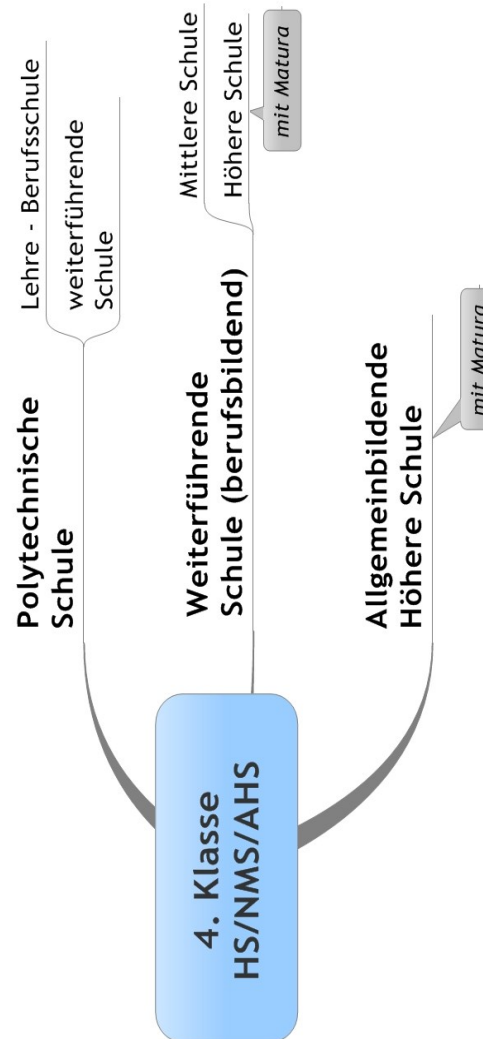 4. Klasse
HS/NMS/AHS
Polytechnische
Schule
Lehre - Berufsschule
weiterführende
Schule
Weiterführende
Schule (berufsbildend)
Mittlere Schule
Höhere Schule
mit Matura
Allgemeinbildende
Höhere Schule
mit Matura